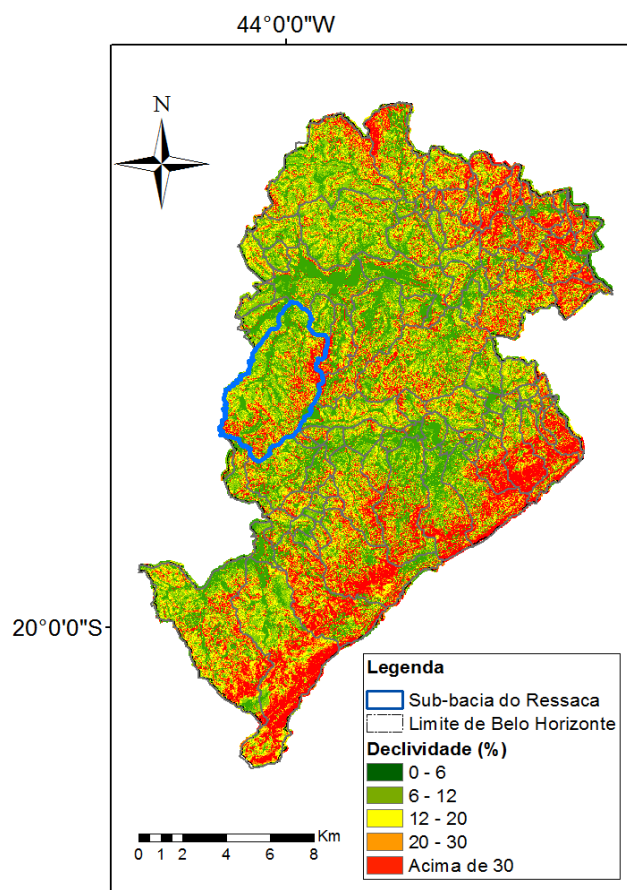 44°0'0"W
N
20°0'0"S
Legenda
Sub-bacia do Ressaca
Limite de Belo Horizonte
Declividade (%)
0 - 6
6 - 12
12 - 20
20 - 30
Acima de 30
Km
0 1 2 4 6 8